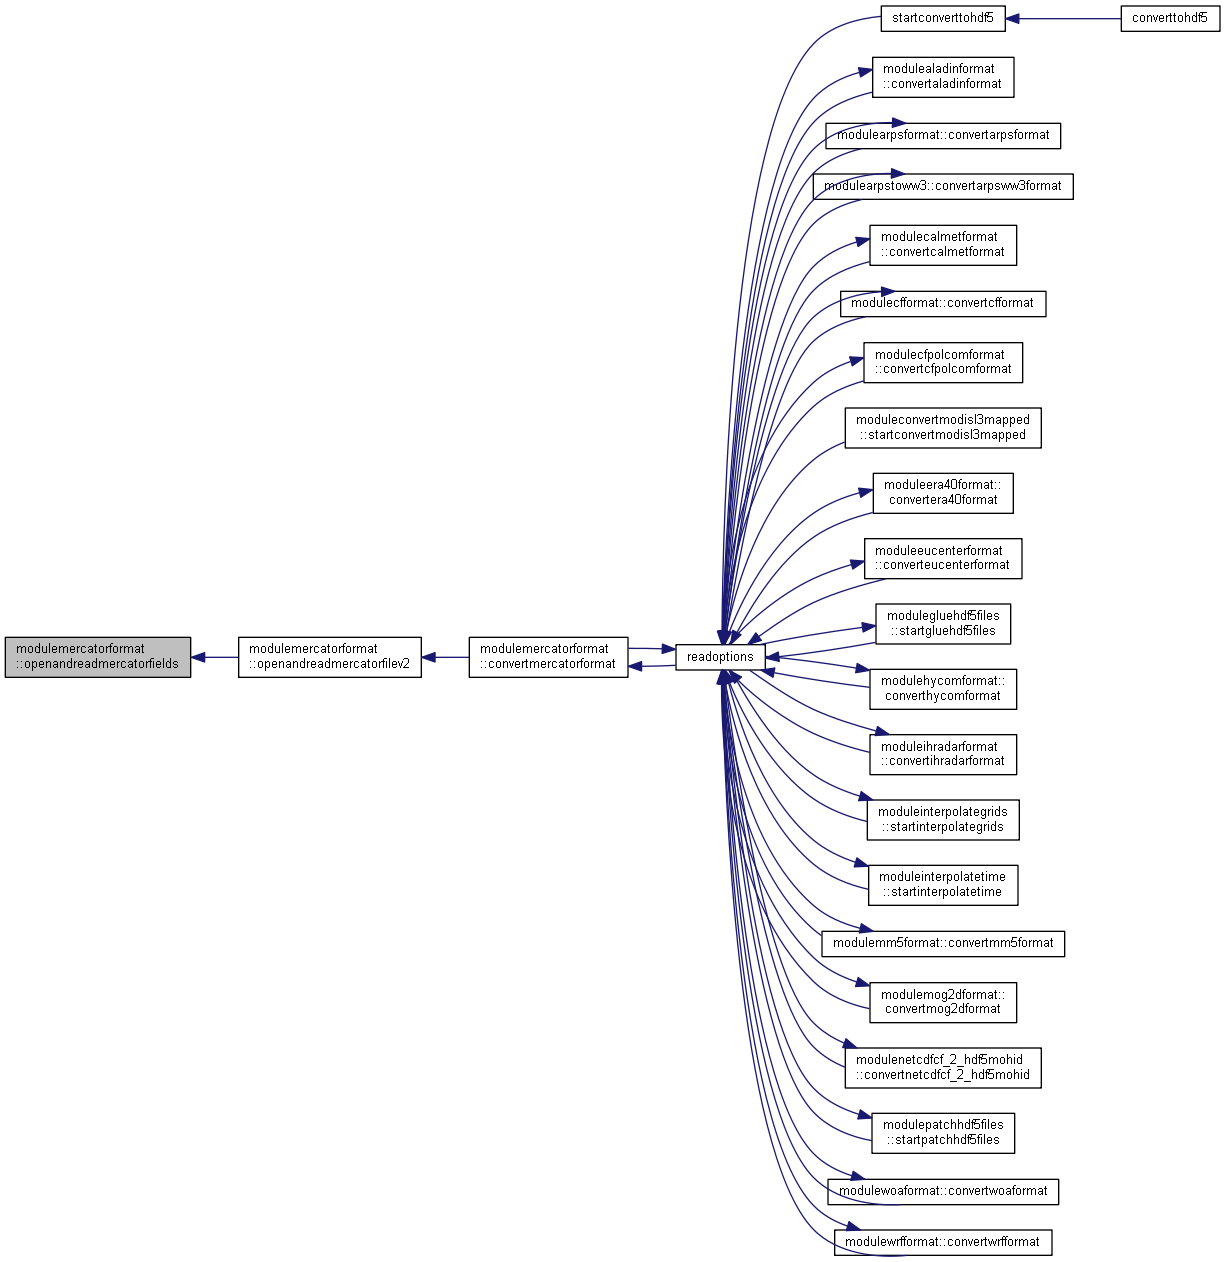 startconverttohdf5
converttohdf5
modulealadinformat
::convertaladinformat
modulearpsformat::convertarpsformat
modulearpstoww3::convertarpsww3format
modulecalmetformat
::convertcalmetformat
modulecfformat::convertcfformat
modulecfpolcomformat
::convertcfpolcomformat
moduleconvertmodisl3mapped
::startconvertmodisl3mapped
moduleera40format::
convertera40format
moduleeucenterformat
::converteucenterformat
modulegluehdf5files
::startgluehdf5files
modulemercatorformat
::openandreadmercatorfields
modulemercatorformat
::openandreadmercatorfilev2
modulemercatorformat
::convertmercatorformat
readoptions
modulehycomformat::
converthycomformat
moduleihradarformat
::convertihradarformat
moduleinterpolategrids
::startinterpolategrids
moduleinterpolatetime
::startinterpolatetime
modulemm5format::convertmm5format
modulemog2dformat::
convertmog2dformat
modulenetcdfcf_2_hdf5mohid
::convertnetcdfcf_2_hdf5mohid
modulepatchhdf5files
::startpatchhdf5files
modulewoaformat::convertwoaformat
modulewrfformat::convertwrfformat